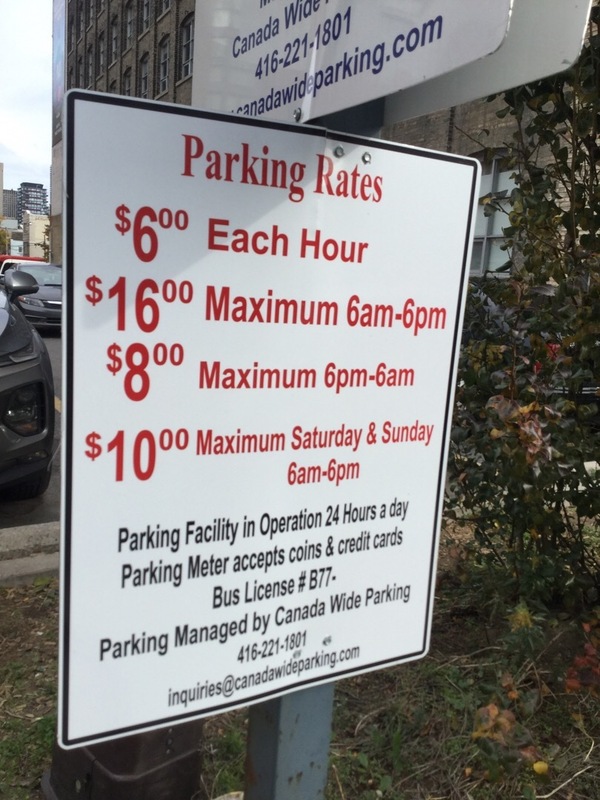 Canada Wide
416-221-1801
canadawideparking.com
Parking Rates
$6.00 Each Hour
$16.00 Maximum 6am-6pm
$8.00 Maximum 6pm-6am
$10.00 Maximum Saturday & Sunday
6am-6pm
Parking Facility in Operation 24 Hours a day
Parking Meter accepts coins & credit cards
Bus License # B77-
Parking Managed by Canada Wide Parking
416-221-1801
inquiries@canadawideparking.com